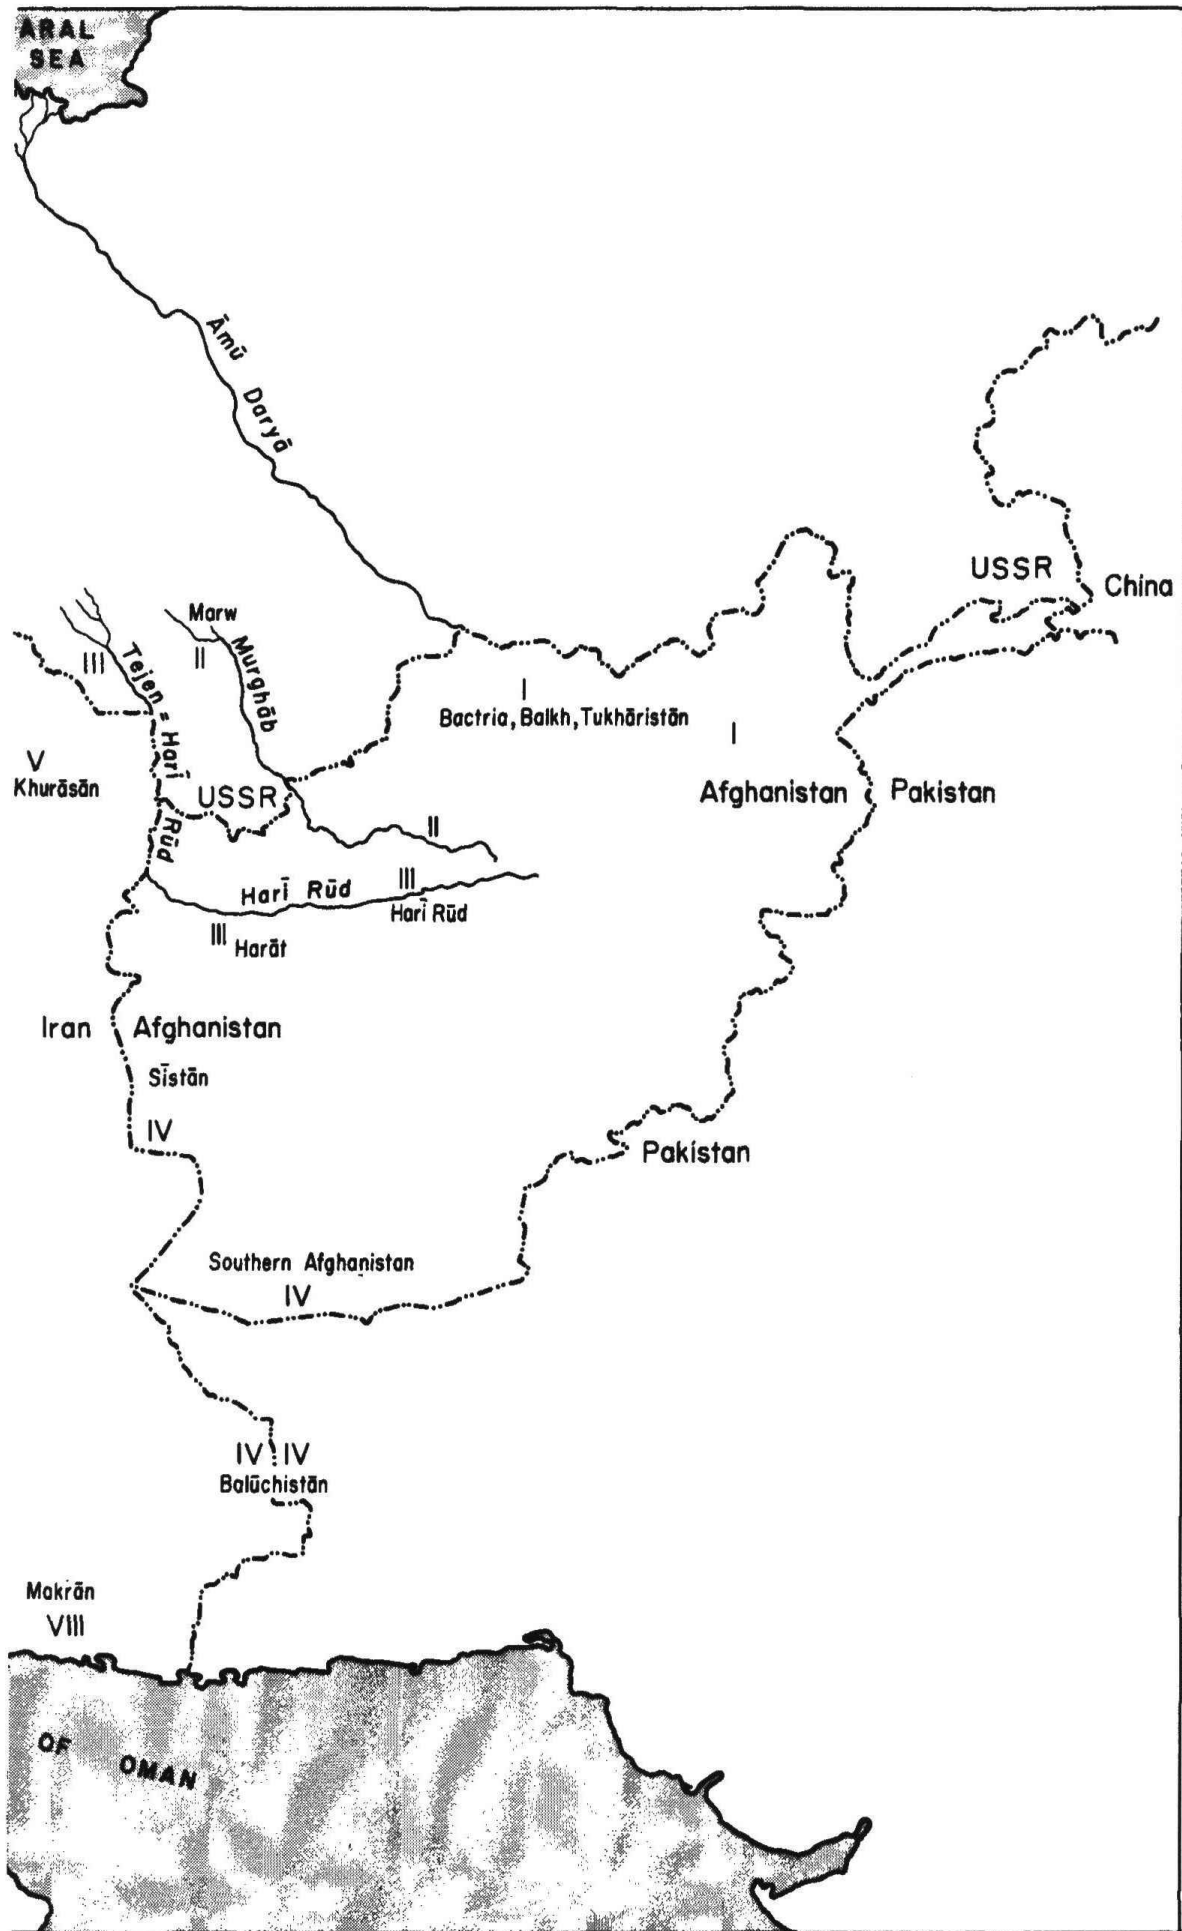 ARAL
SEA
Āmū Daryā
USSR
China
Marw
III
II
Tejen = Harī Rūd
Murghāb
I
Bactria, Balkh, Tukhāristān
I
V
Khurāsān
USSR
Afghanistan
Pakistan
II
Harī Rūd
III
Harī Rūd
III
Harāt
Iran
Afghanistan
Sīstān
IV
Pakistan
Southern Afghanistan
IV
IV IV
Balūchistān
Makrān
VIII
OF OMAN